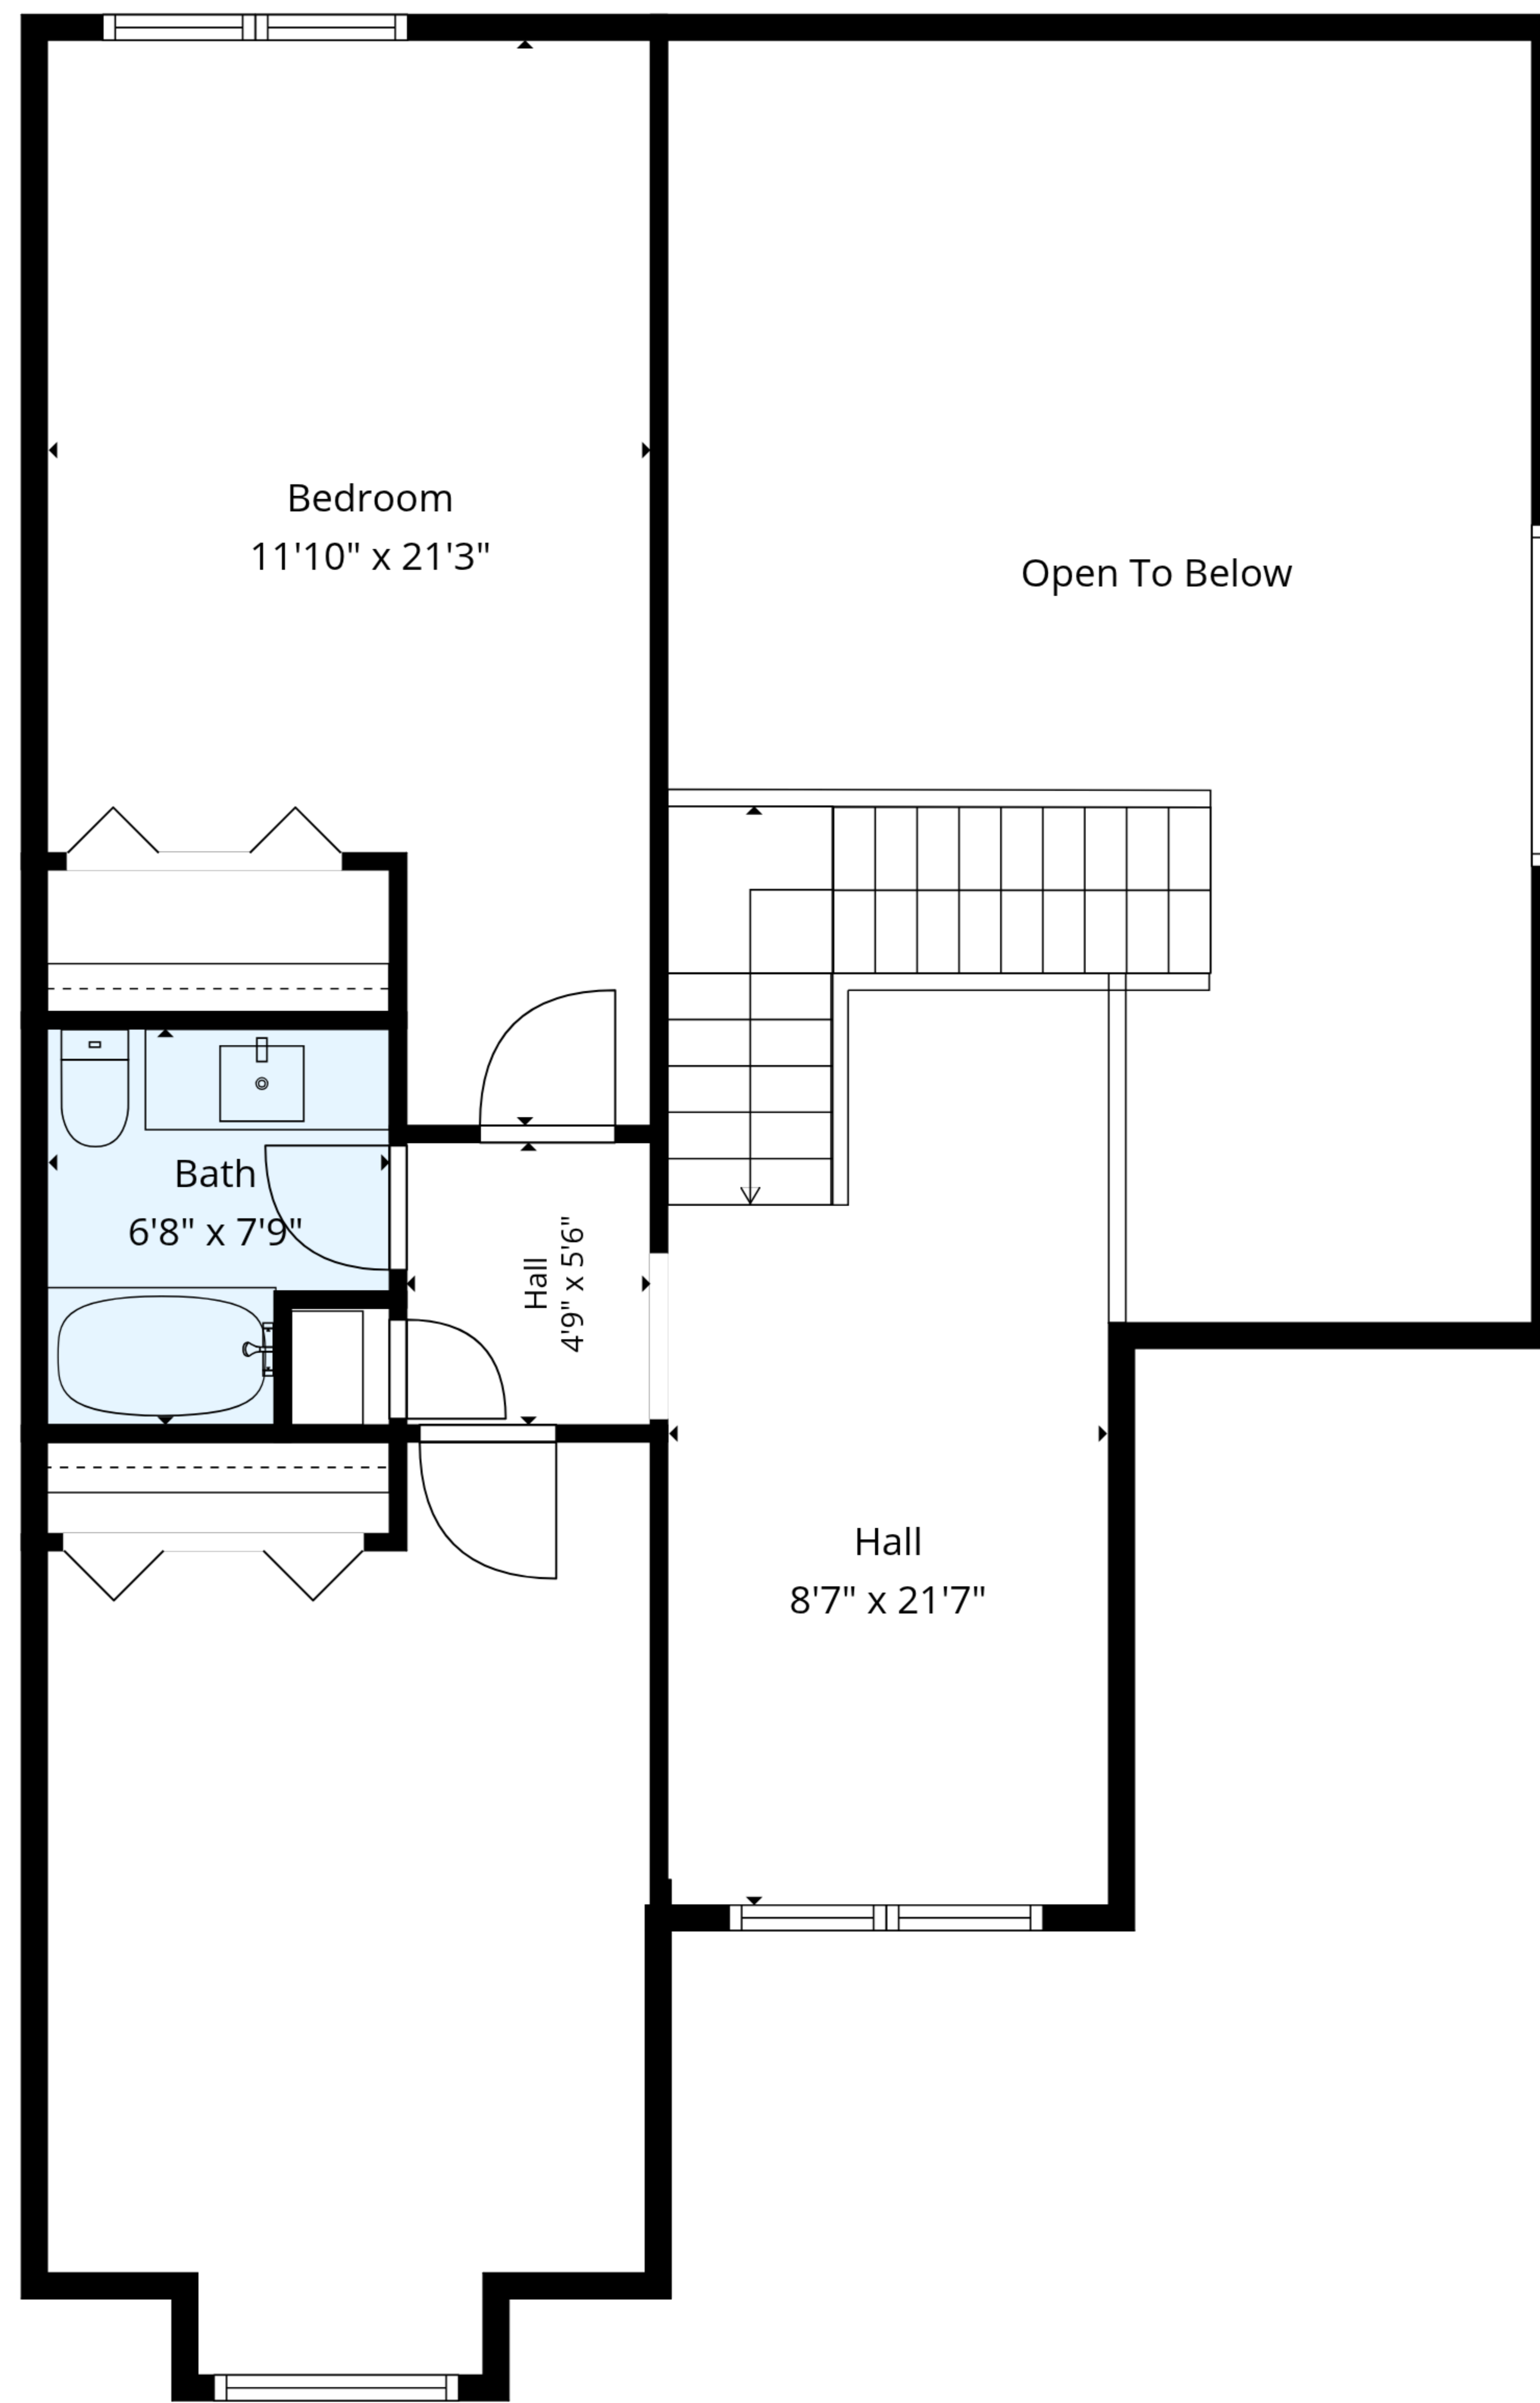 Bedroom
11'10" x 21'3"
Open To Below
Bath
6'8" x 7'9"
Hall
4'9" x 5'6"
Hall
8'7" x 21'7"